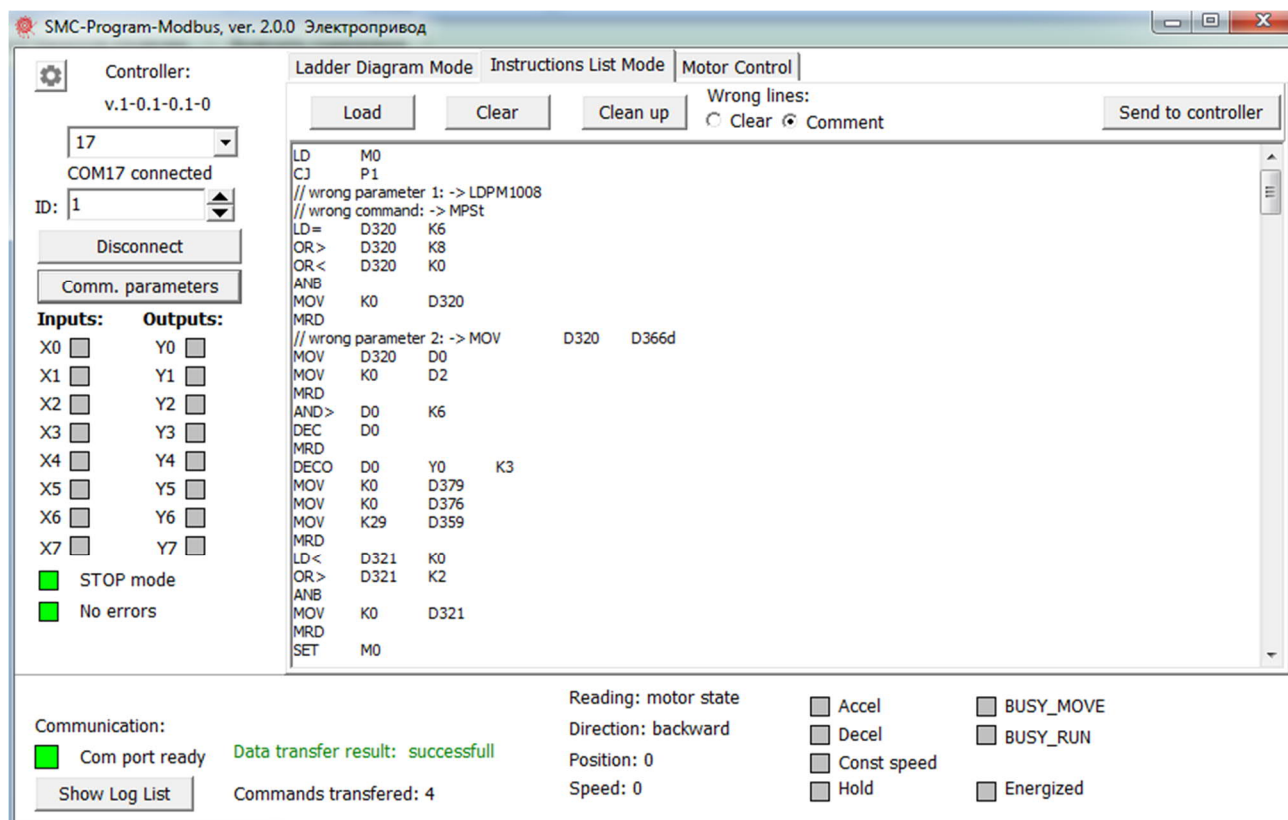 SMC-Program-Modbus, ver. 2.0.0 Электропривод
Controller:
v.1-0.1-0.1-0
17
COM17 connected
ID: 1
Disconnect
Comm. parameters
Inputs: Outputs:
X0 Y0
X1 Y1
X2 Y2
X3 Y3
X4 Y4
X5 Y5
X6 Y6
X7 Y7
STOP mode
No errors
Ladder Diagram Mode Instructions List Mode Motor Control
Load Clear Clean up Wrong lines: Clear Comment Send to controller
LD M0
CJ P1
// wrong parameter 1: -> LDPM1008
// wrong command: -> MPSt
LD= D320 K6
OR> D320 K8
OR< D320 K0
ANB
MOV K0 D320
MRD
// wrong parameter 2: -> MOV D320 D366d
MOV D320 D0
MOV K0 D2
MRD
AND> D0 K6
DEC D0
MRD
DECO D0 Y0 K3
MOV K0 D379
MOV K0 D376
MOV K29 D359
MRD
LD< D321 K0
OR> D321 K2
ANB
MOV K0 D321
MRD
SET M0
Communication:
Com port ready
Show Log List
Data transfer result: successfull
Commands transfered: 4
Reading: motor state
Direction: backward
Position: 0
Speed: 0
Accel
Decel
Const speed
Hold
BUSY_MOVE
BUSY_RUN
Energized